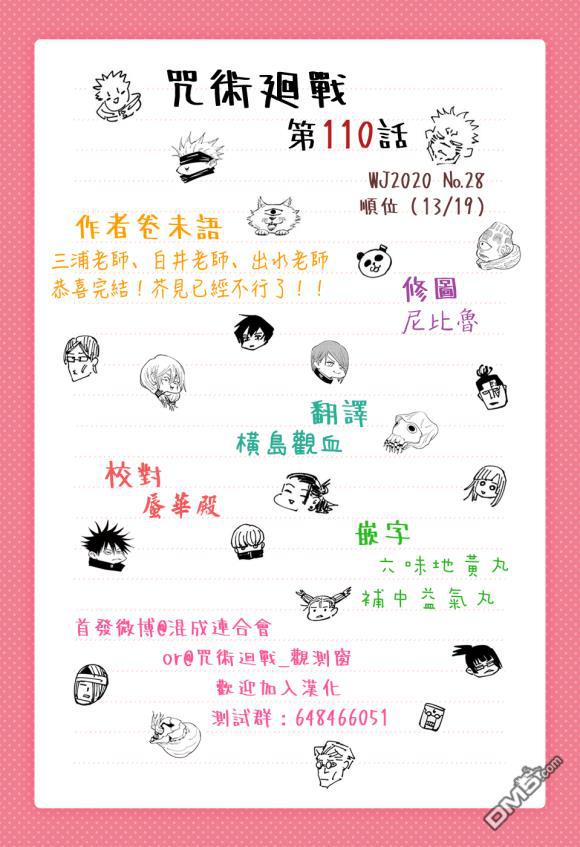 咒術廻戰
第110話
WJ2020 No.28
順位（13/19）
作者卷末語
三浦老師、白井老師、出水老師
恭喜完結！芥見已經不行了！！
修圖
尼比魯
翻譯
橫島觀血
校對
蜃華殿
嵌字
六味地黃丸
補中益氣丸
首發微博@混成連合會
or@咒術迴戰_觀測窗
歡迎加入漢化
測試群：648466051
DM5.com